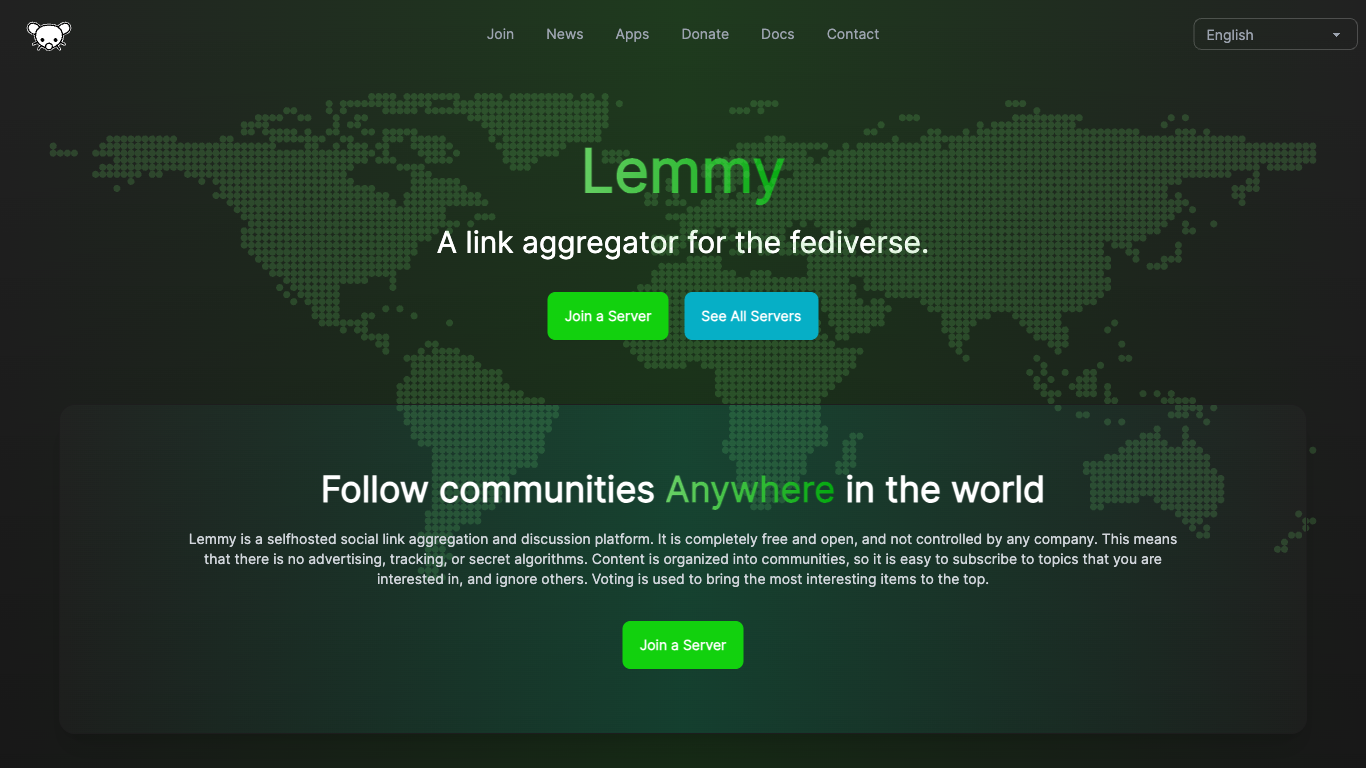 Join News Apps Donate Docs Contact English
Lemmy
A link aggregator for the fediverse.
Join a Server See All Servers
Follow communities Anywhere in the world
Lemmy is a selfhosted social link aggregation and discussion platform. It is completely free and open, and not controlled by any company. This means
that there is no advertising, tracking, or secret algorithms. Content is organized into communities, so it is easy to subscribe to topics that you are
interested in, and ignore others. Voting is used to bring the most interesting items to the top.
Join a Server